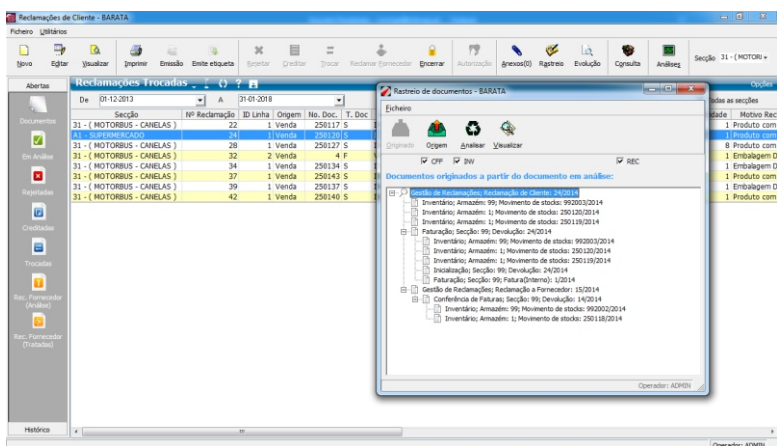 Reclamações de Cliente - BARATA
Ficheiro Utilitários
Novo Editar Visualizar Imprimir Emissão Emite etiqueta Rejeitar Creditar Trocar Reclamar Fornecedor Encerrar Autorização Anexos(0) Rastreio Evolução Consulta Análises Secção 31 - ( MOTORI
Abertas Reclamações Trocadas Opções
De 01-12-2013 A 31-01-2018 Todas as secções
Secção Nº Reclamação ID Linha Origem No. Doc. T. Doc
31 - ( MOTORBUS - CANELAS ) 22 1 Venda 250117 S
A1 - SUPERMERCADO 24 1 Venda 250120 S
31 - ( MOTORBUS - CANELAS ) 28 1 Venda 250127 S
31 - ( MOTORBUS - CANELAS ) 32 2 Venda 4 F
31 - ( MOTORBUS - CANELAS ) 34 1 Venda 250134 S
31 - ( MOTORBUS - CANELAS ) 37 1 Venda 250143 S
31 - ( MOTORBUS - CANELAS ) 39 1 Venda 250137 S
31 - ( MOTORBUS - CANELAS ) 42 1 Venda 250140 S
idade Motivo Rec
1 Produto com
1 Produto com
8 Produto com
1 Embalagem D
1 Embalagem D
1 Produto com
1 Embalagem D
1 Produto com
Documentos
Em Análise
Rejeitadas
Creditadas
Trocadas
Rec. Fornecedor
(Análise)
Rec. Fornecedor
(Tratadas)
Histórico
Rastreio de documentos - BARATA
Ficheiro
Originado Origem Analisar Visualizar
CFF INV REC
Documentos originados a partir do documento em análise:
Gestão de Reclamações; Reclamação de Cliente: 24/2014
Inventário; Armazém: 99; Movimento de stocks: 992003/2014
Inventário; Armazém: 1; Movimento de stocks: 250120/2014
Inventário; Armazém: 1; Movimento de stocks: 250119/2014
Faturação; Secção: 99; Devolução: 24/2014
Inventário; Armazém: 99; Movimento de stocks: 992003/2014
Inventário; Armazém: 1; Movimento de stocks: 250120/2014
Inventário; Armazém: 1; Movimento de stocks: 250119/2014
Inicialização; Secção: 99; Devolução: 24/2014
Faturação; Secção: 99; Fatura(Interno): 1/2014
Gestão de Reclamações; Reclamação a Fornecedor: 15/2014
Conferência de Faturas; Secção: 99; Devolução: 14/2014
Inventário; Armazém: 99; Movimento de stocks: 992002/2014
Inventário; Armazém: 1; Movimento de stocks: 250118/2014
Operador: ADMIN
Operador: ADMIN